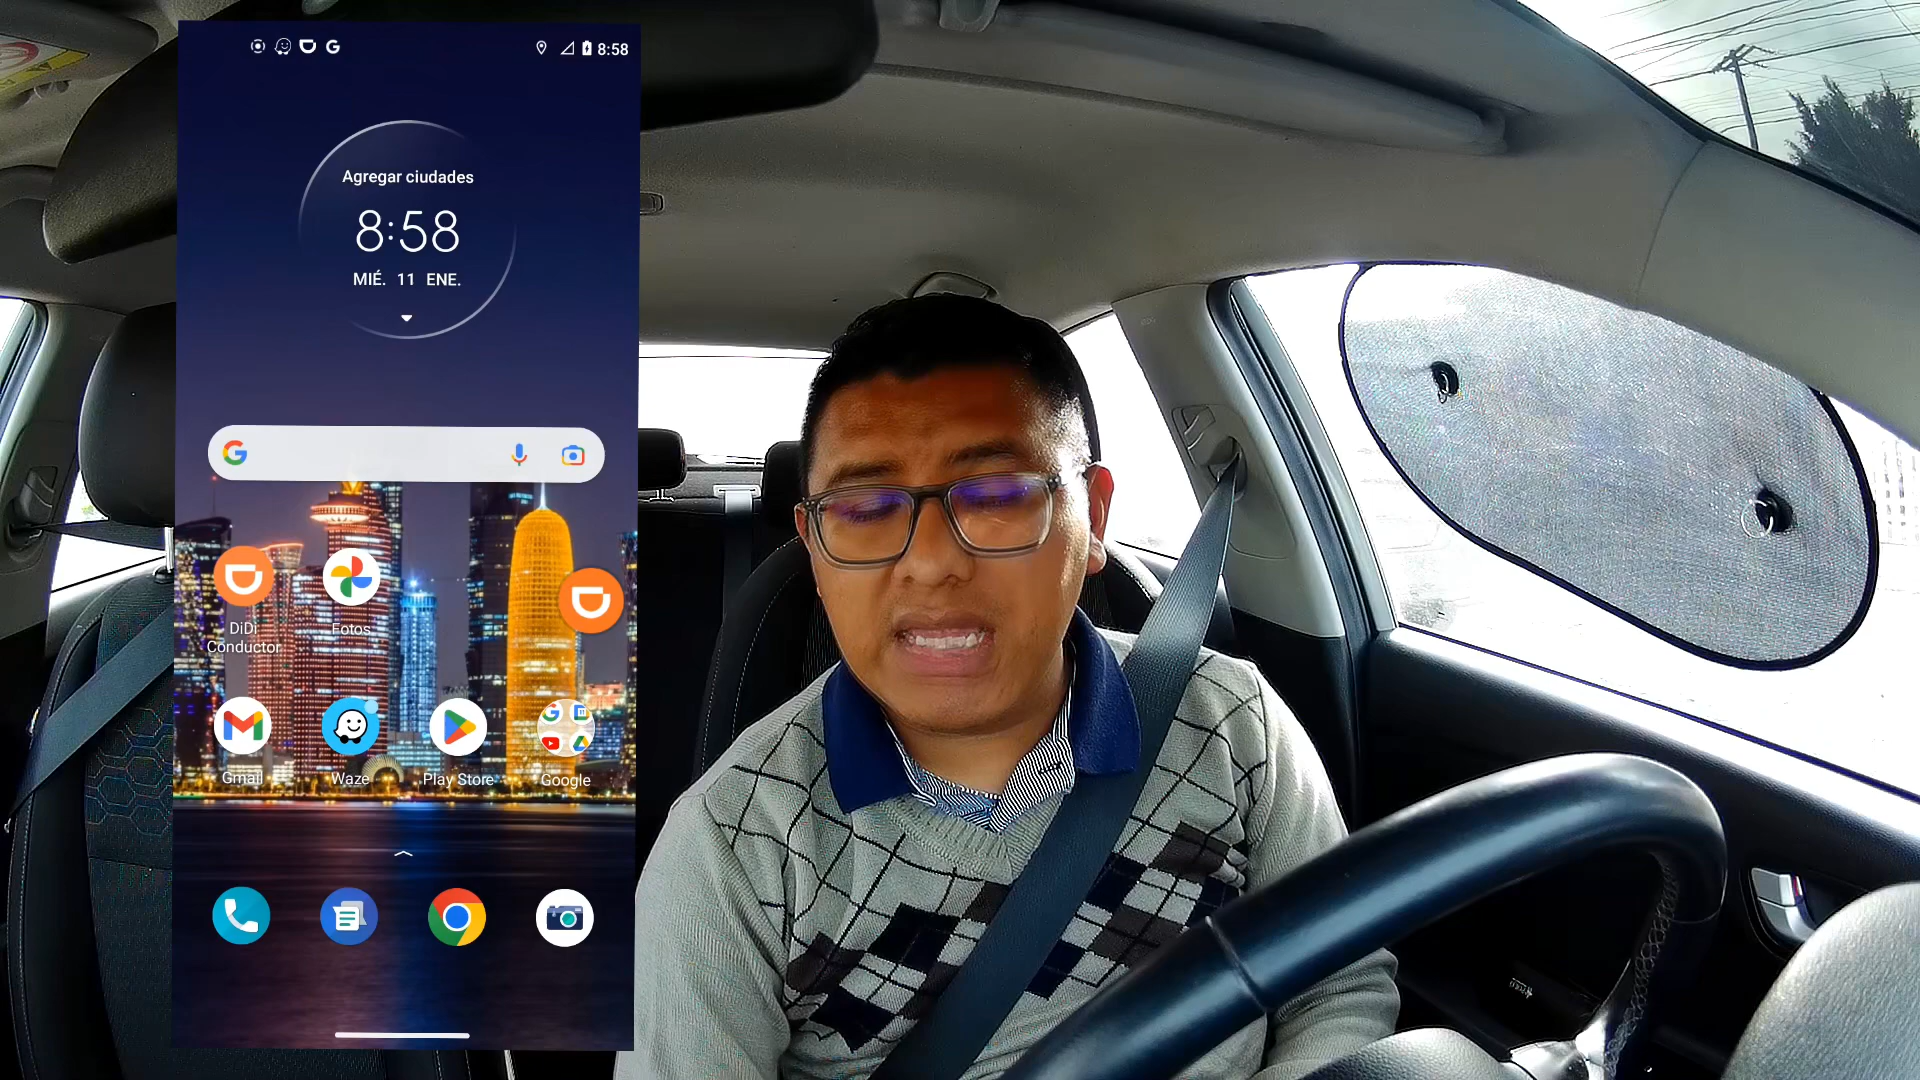 8:58
Agregar ciudades
8:58
MIÉ. 11 ENE.
DiDi
Conductor
Fotos
Gmail
Waze
Play Store
Google